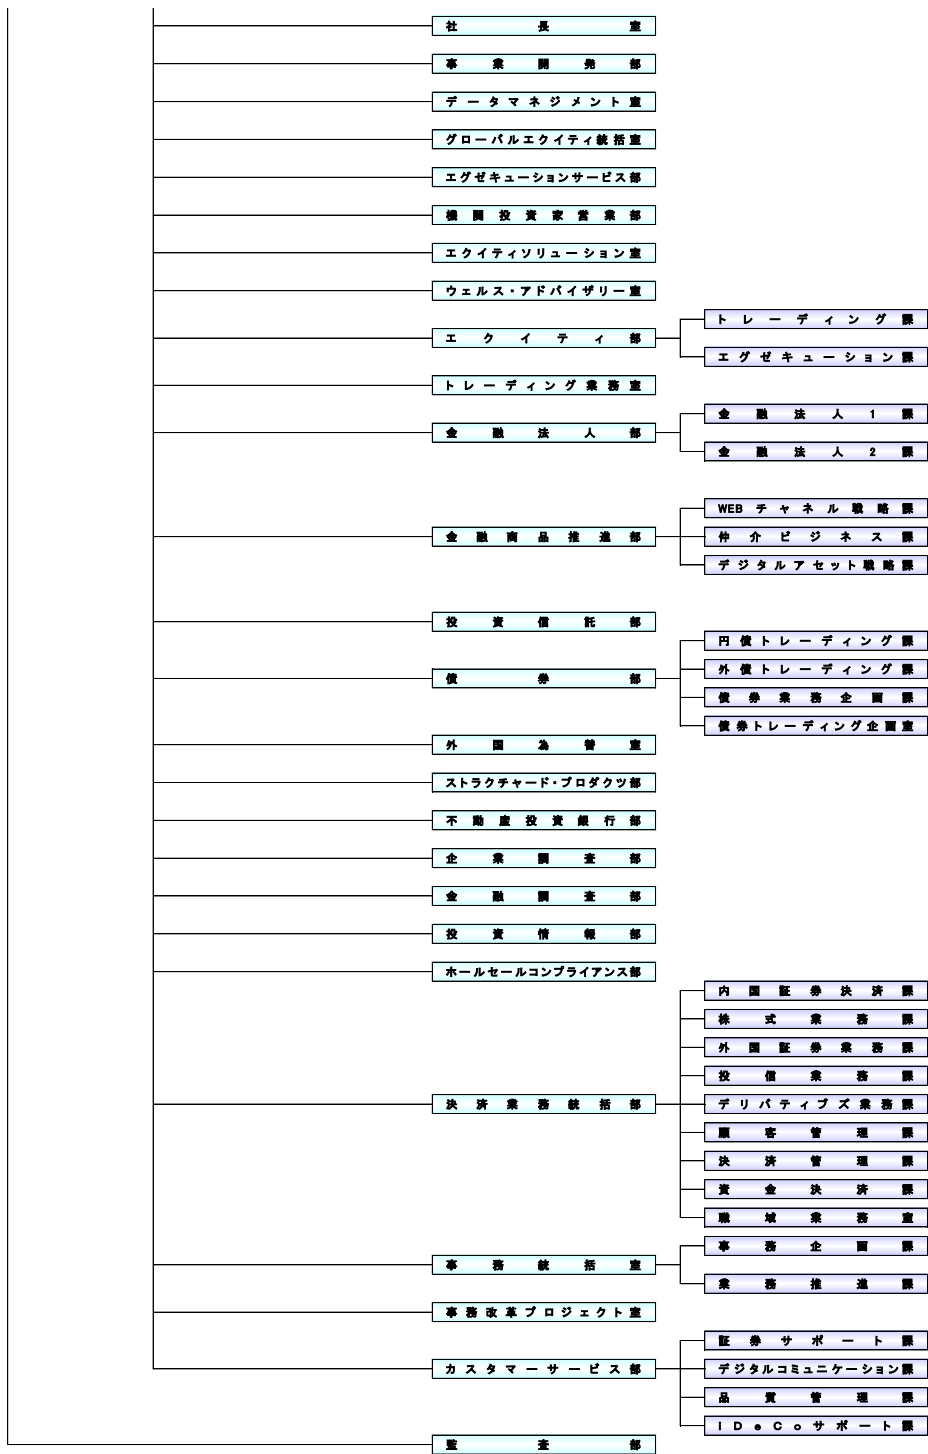 社長室
事業開発部
データマネジメント室
グローバルエクイティ統括室
エグゼキューションサービス部
機関投資家営業部
エクイティソリューション室
ウェルス・アドバイザリー室
エクイティ部
トレーディング課
エグゼキューション課
トレーディング業務室
金融法人部
金融法人1課
金融法人2課
金融商品推進部
WEBチャネル戦略課
仲介ビジネス課
デジタルアセット戦略課
投資信託部
債券部
円債トレーディング課
外債トレーディング課
債券業務企画課
債券トレーディング企画室
外国為替室
ストラクチャード・プロダクツ部
不動産投資銀行部
企業調査部
金融調査部
投資情報部
ホールセールコンプライアンス部
決済業務統括部
内国証券決済課
株式業務課
外国証券業務課
投信業務課
デリバティブズ業務課
顧客管理課
決済管理課
資金決済課
職域業務室
事務統括室
事務企画課
業務推進課
事務改革プロジェクト室
カスタマーサービス部
証券サポート課
デジタルコミュニケーション課
品質管理課
iDeCoサポート課
監査部